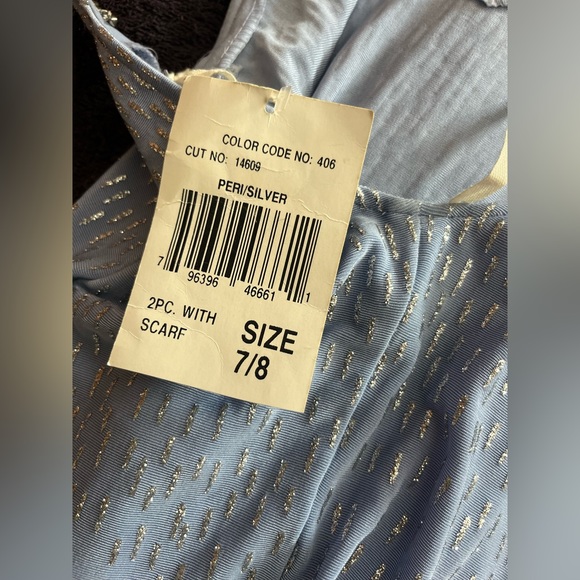 COLOR CODE NO: 406
CUT NO: 14609
PERI/SILVER
7 96396 46661 1
2PC. WITH
SCARF
SIZE
7/8